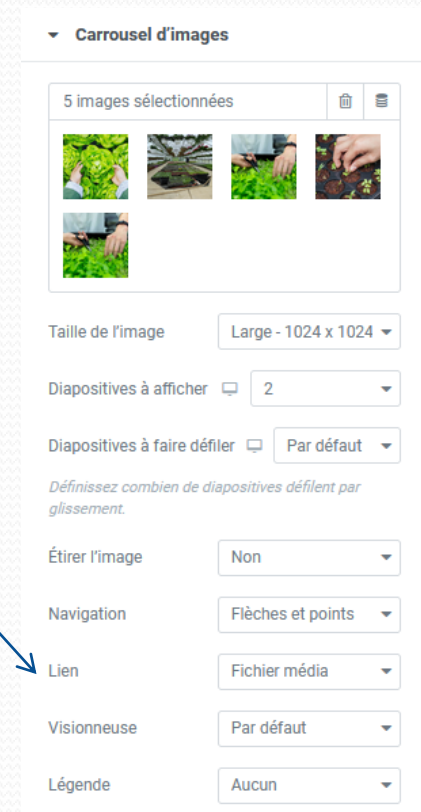 Carrousel d'images
5 images sélectionnées
Taille de l'image Large - 1024 x 1024
Diapositives à afficher 2
Diapositives à faire défiler Par défaut
Définissez combien de diapositives défilent par
glissement.
Étirer l'image Non
Navigation Flèches et points
Lien Fichier média
Visionneuse Par défaut
Légende Aucun